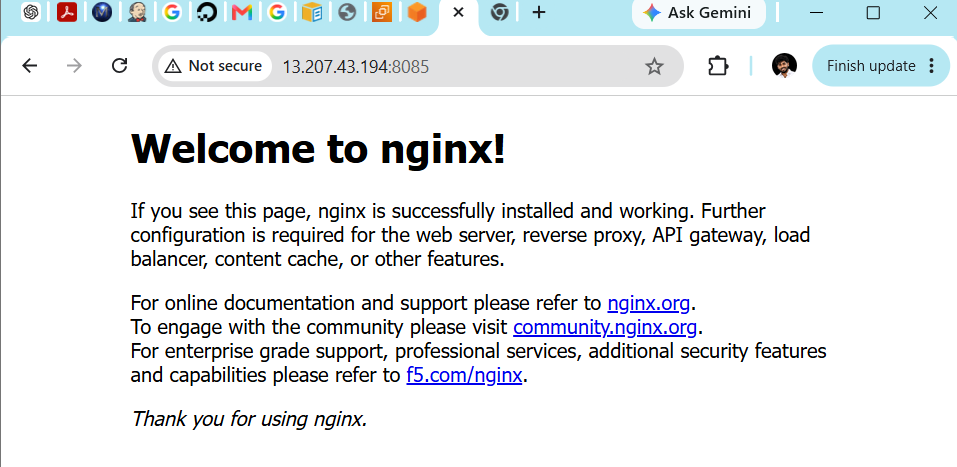 Ask Gemini
Not secure
13.207.43.194:8085
Finish update
Welcome to nginx!
If you see this page, nginx is successfully installed and working. Further
configuration is required for the web server, reverse proxy, API gateway, load
balancer, content cache, or other features.
For online documentation and support please refer to nginx.org.
To engage with the community please visit community.nginx.org.
For enterprise grade support, professional services, additional security features
and capabilities please refer to f5.com/nginx.
Thank you for using nginx.